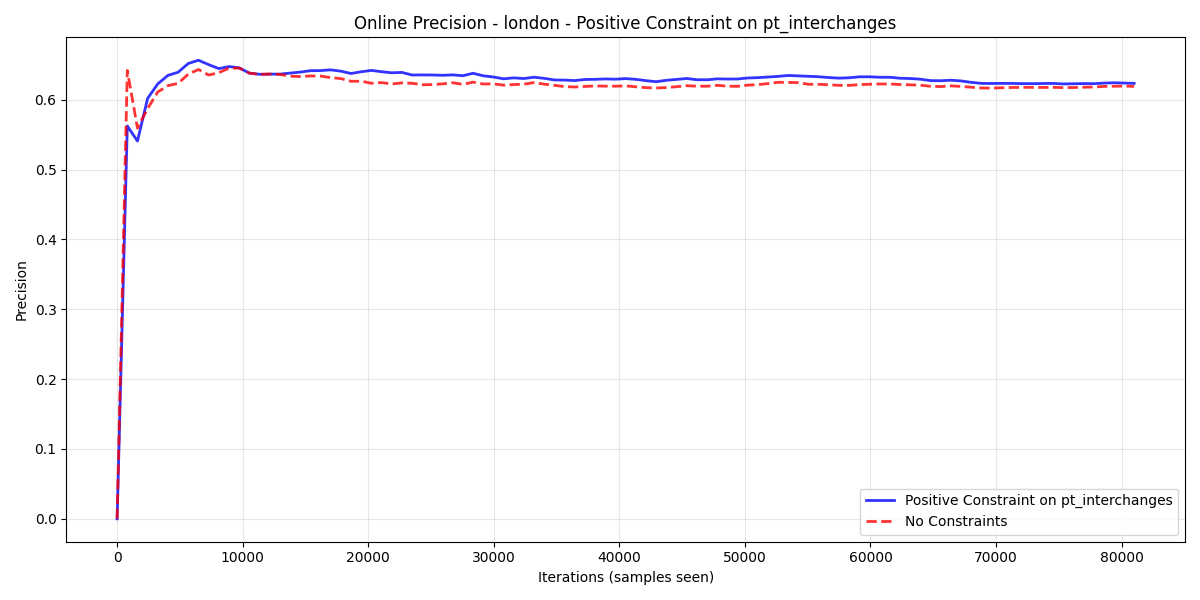 Online Precision - london - Positive Constraint on pt_interchanges
Precision
0.6
0.5
0.4
0.3
0.2
0.1
0.0
0 10000 20000 30000 40000 50000 60000 70000 80000
Iterations (samples seen)
Positive Constraint on pt_interchanges
No Constraints